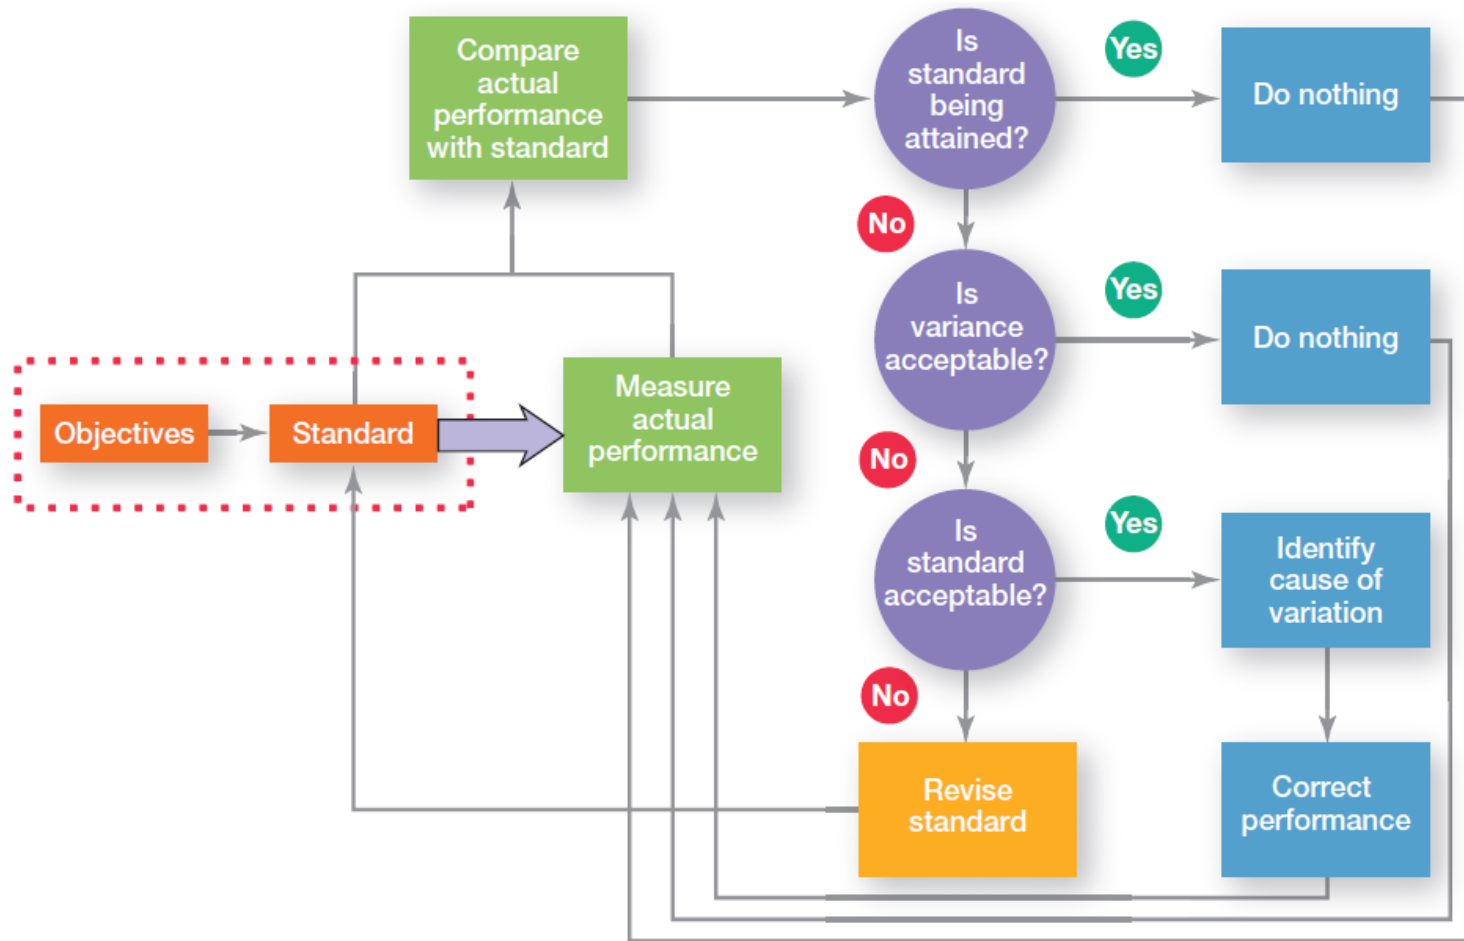 Compare
actual
performance
with standard
Is
standard
being
attained?
Yes
Do nothing
No
Is
variance
acceptable?
Yes
Do nothing
Objectives
Standard
Measure
actual
performance
No
Is
standard
acceptable?
Yes
Identify
cause of
variation
No
Revise
standard
Correct
performance